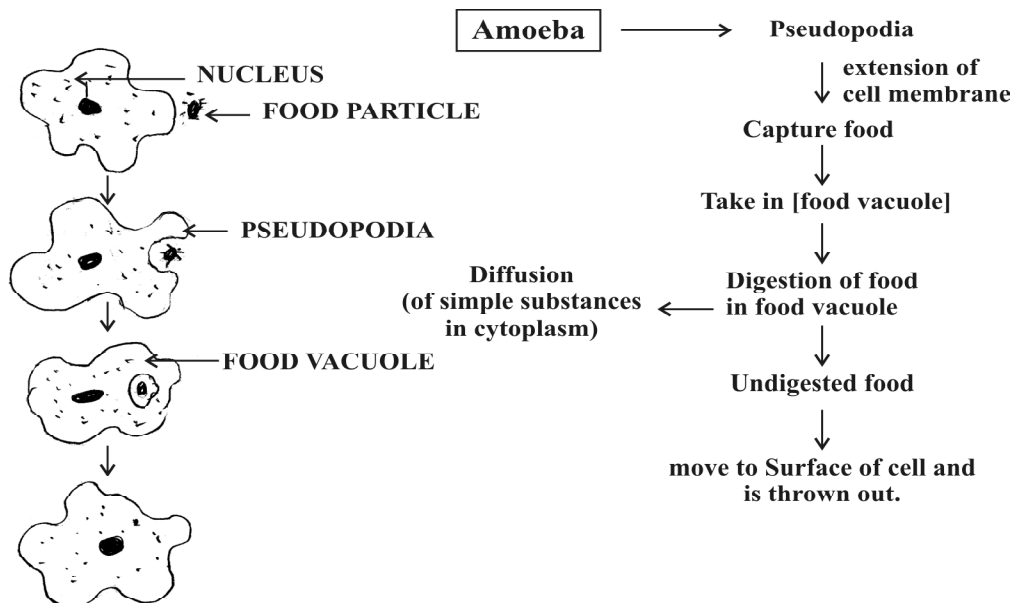 Amoeba
Pseudopodia
extension of
cell membrane
Capture food
Take in [food vacuole]
Digestion of food
in food vacuole
Diffusion
(of simple substances
in cytoplasm)
Undigested food
move to Surface of cell and
is thrown out.
NUCLEUS
FOOD PARTICLE
PSEUDOPODIA
FOOD VACUOLE